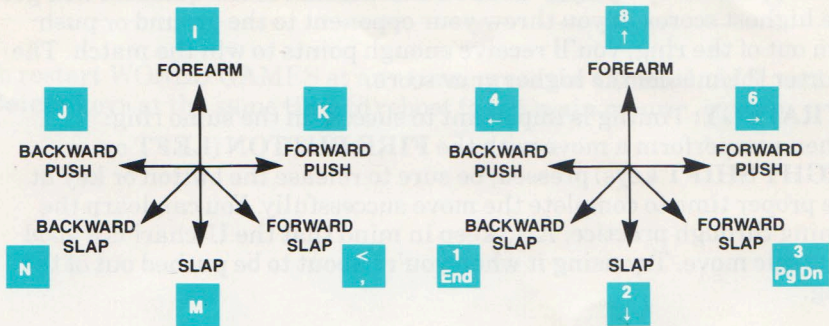 I
FOREARM
J
K
BACKWARD
PUSH
FORWARD
PUSH
BACKWARD
SLAP
FORWARD
SLAP
SLAP
N
<
,
M
8
↑
FOREARM
4
←
6
→
BACKWARD
PUSH
FORWARD
PUSH
BACKWARD
SLAP
FORWARD
SLAP
SLAP
1
End
3
Pg Dn
2
↓